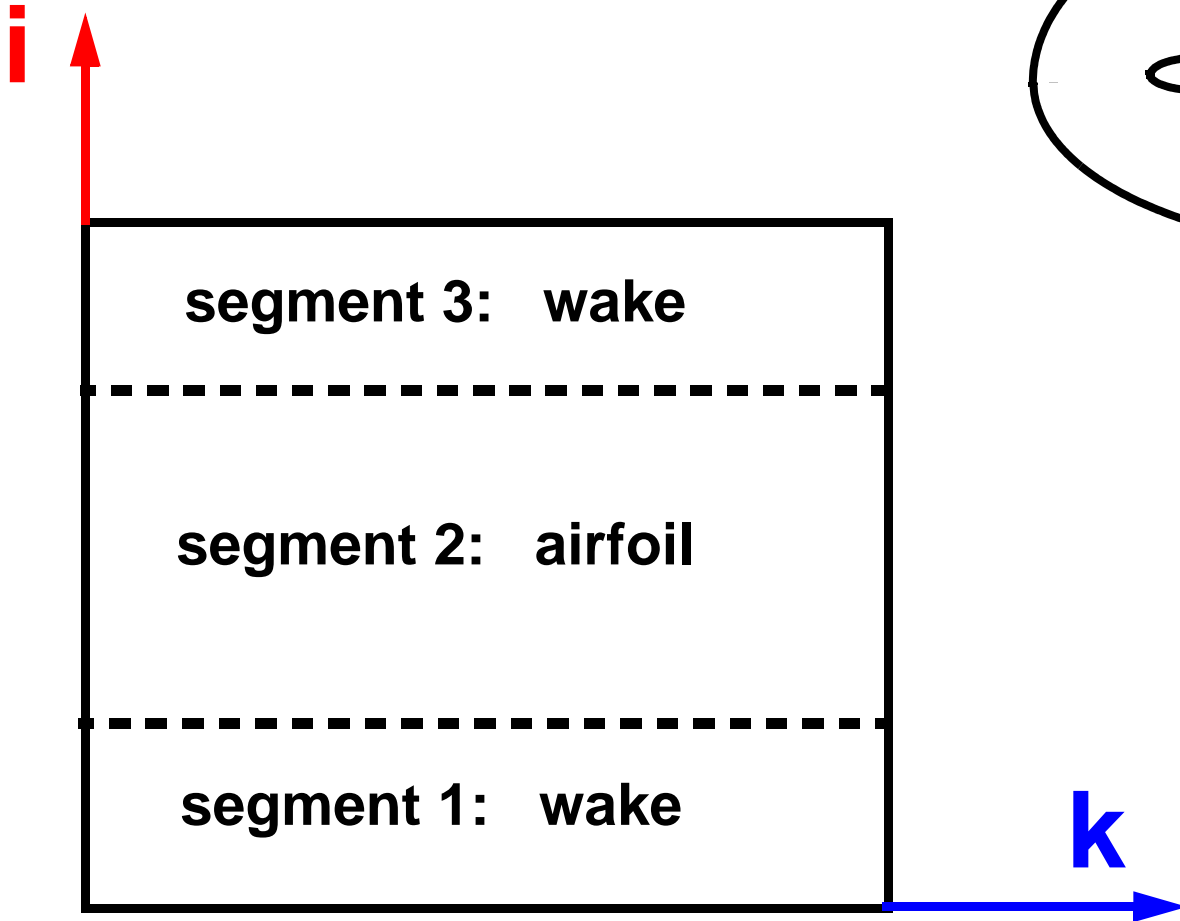 i
segment 3: wake
segment 2: airfoil
segment 1: wake
k